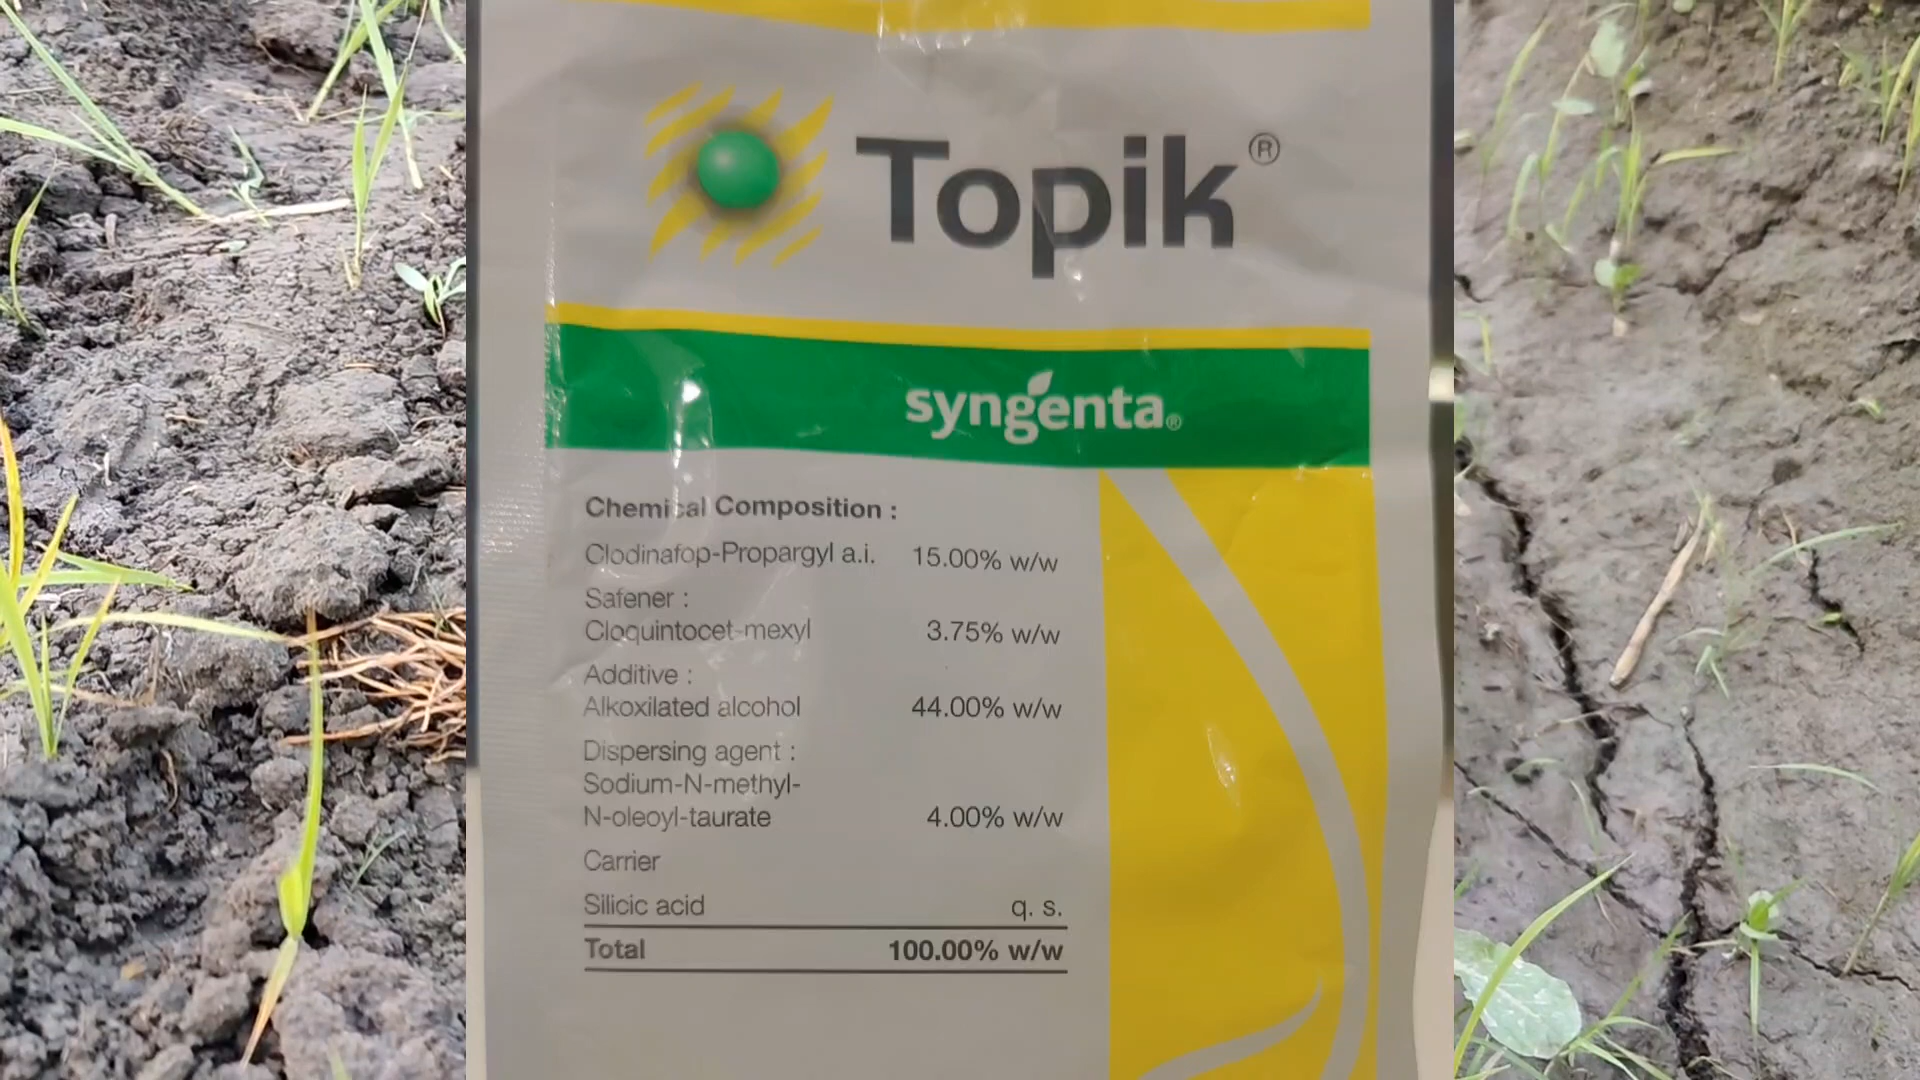 Topik®
syngenta®
Chemical Composition :
Clodinafop-Propargyl a.i. 15.00% w/w
Safener :
Cloquintocet-mexyl 3.75% w/w
Additive :
Alkoxilated alcohol 44.00% w/w
Dispersing agent :
Sodium-N-methyl-
N-oleoyl-taurate 4.00% w/w
Carrier
Silicic acid q. s.
Total 100.00% w/w